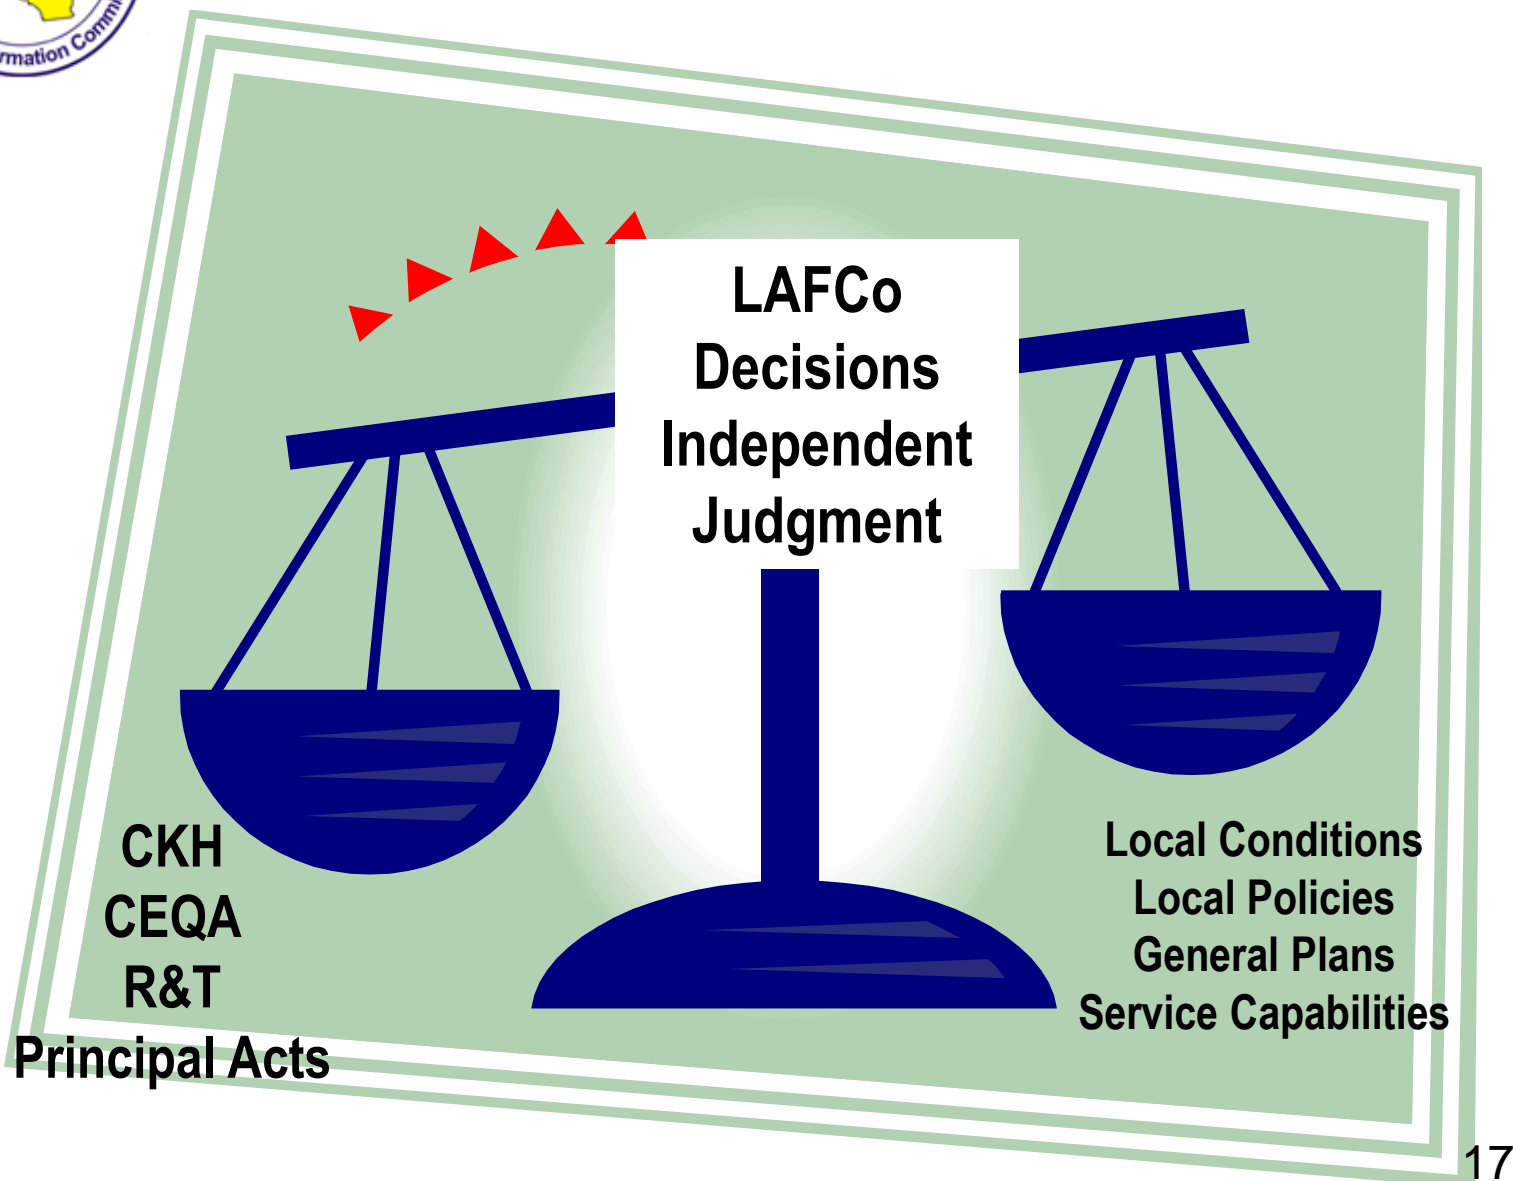 LAFCo
Decisions
Independent
Judgment
CKH
CEQA
R&T
Principal Acts
Local Conditions
Local Policies
General Plans
Service Capabilities
17